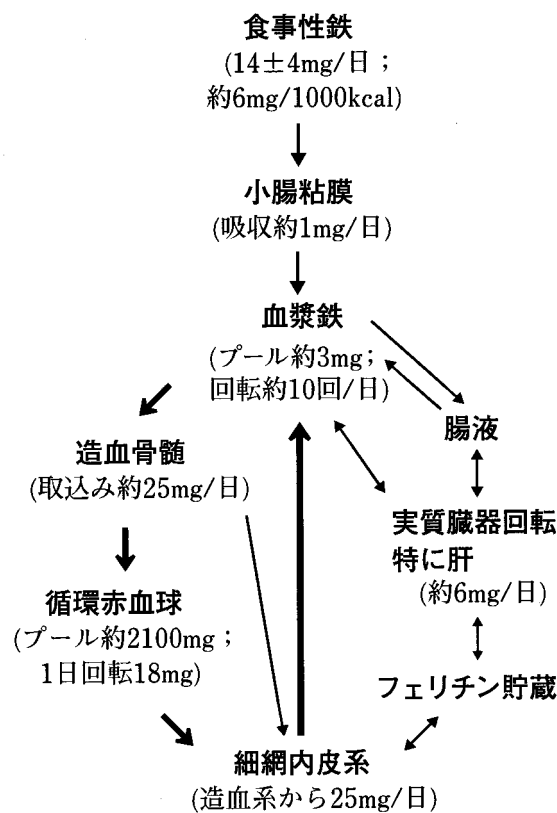 食事性鉄
(14±4mg/日；
約6mg/1000kcal)
小腸粘膜
(吸収約1mg/日)
血漿鉄
(プール約3mg；
回転約10回/日)
腸液
造血骨髄
(取込み約25mg/日)
実質臓器回転
特に肝
(約6mg/日)
循環赤血球
(プール約2100mg；
1日回転18mg)
フェリチン貯蔵
細網内皮系
(造血系から25mg/日)